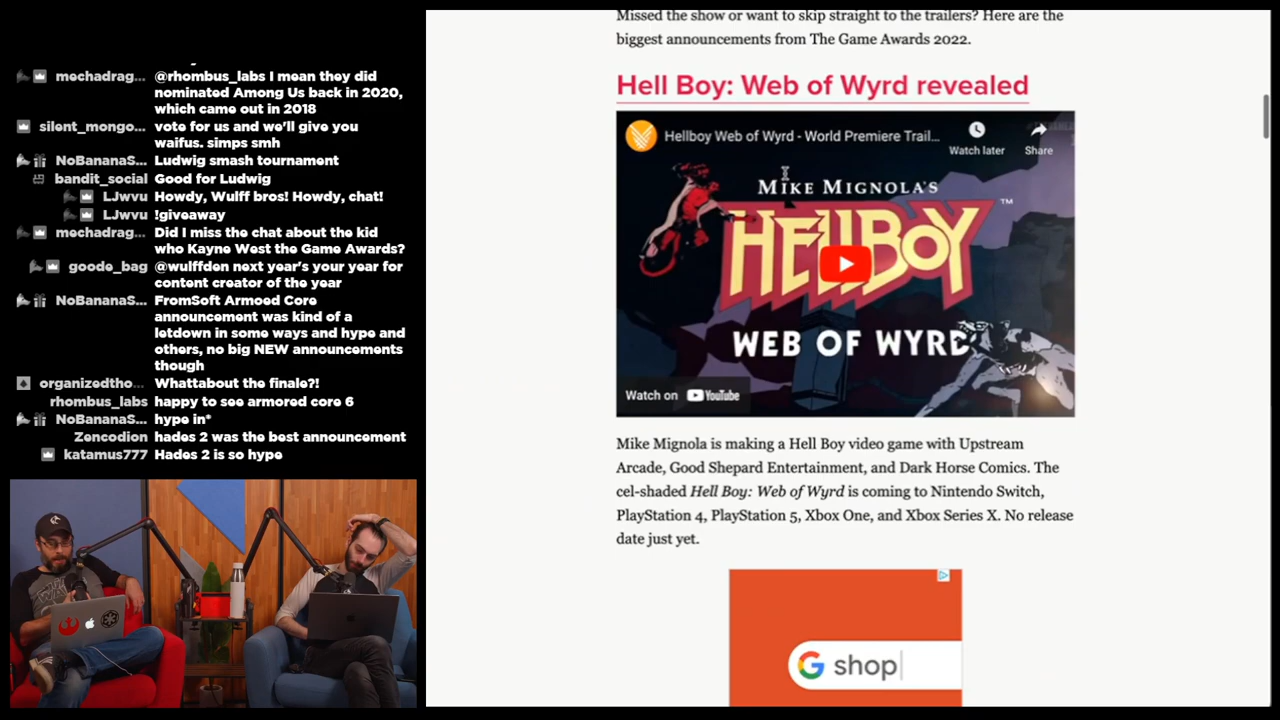 mechadrag... @rhombus_labs I mean they did
nominated Among Us back in 2020,
which came out in 2018
silent_mongo... vote for us and we'll give you
waifus. simps smh
NoBananaS... Ludwig smash tournament
bandit_social Good for Ludwig
LJwvu Howdy, Wulff bros! Howdy, chat!
LJwvu !giveaway
mechadrag... Did I miss the chat about the kid
who Kayne West the Game Awards?
goode_bag @wulffden next year's your year for
content creator of the year
NoBananaS... FromSoft Armoed Core
announcement was kind of a
letdown in some ways and hype and
others, no big NEW announcements
though
organizedtho... Whattabout the finale?!
rhombus_labs happy to see armored core 6
NoBananaS... hype in*
Zencodion hades 2 was the best announcement
katamus777 Hades 2 is so hype
Missed the show or want to skip straight to the trailers? Here are the
biggest announcements from The Game Awards 2022.
Hell Boy: Web of Wyrd revealed
Hellboy Web of Wyrd - World Premiere Trail...
Watch later
Share
MIKE MIGNOLA'S
HELLBOY
TM
WEB OF WYRD
Watch on YouTube
Mike Mignola is making a Hell Boy video game with Upstream
Arcade, Good Shepard Entertainment, and Dark Horse Comics. The
cel-shaded Hell Boy: Web of Wyrd is coming to Nintendo Switch,
PlayStation 4, PlayStation 5, Xbox One, and Xbox Series X. No release
date just yet.
G shop